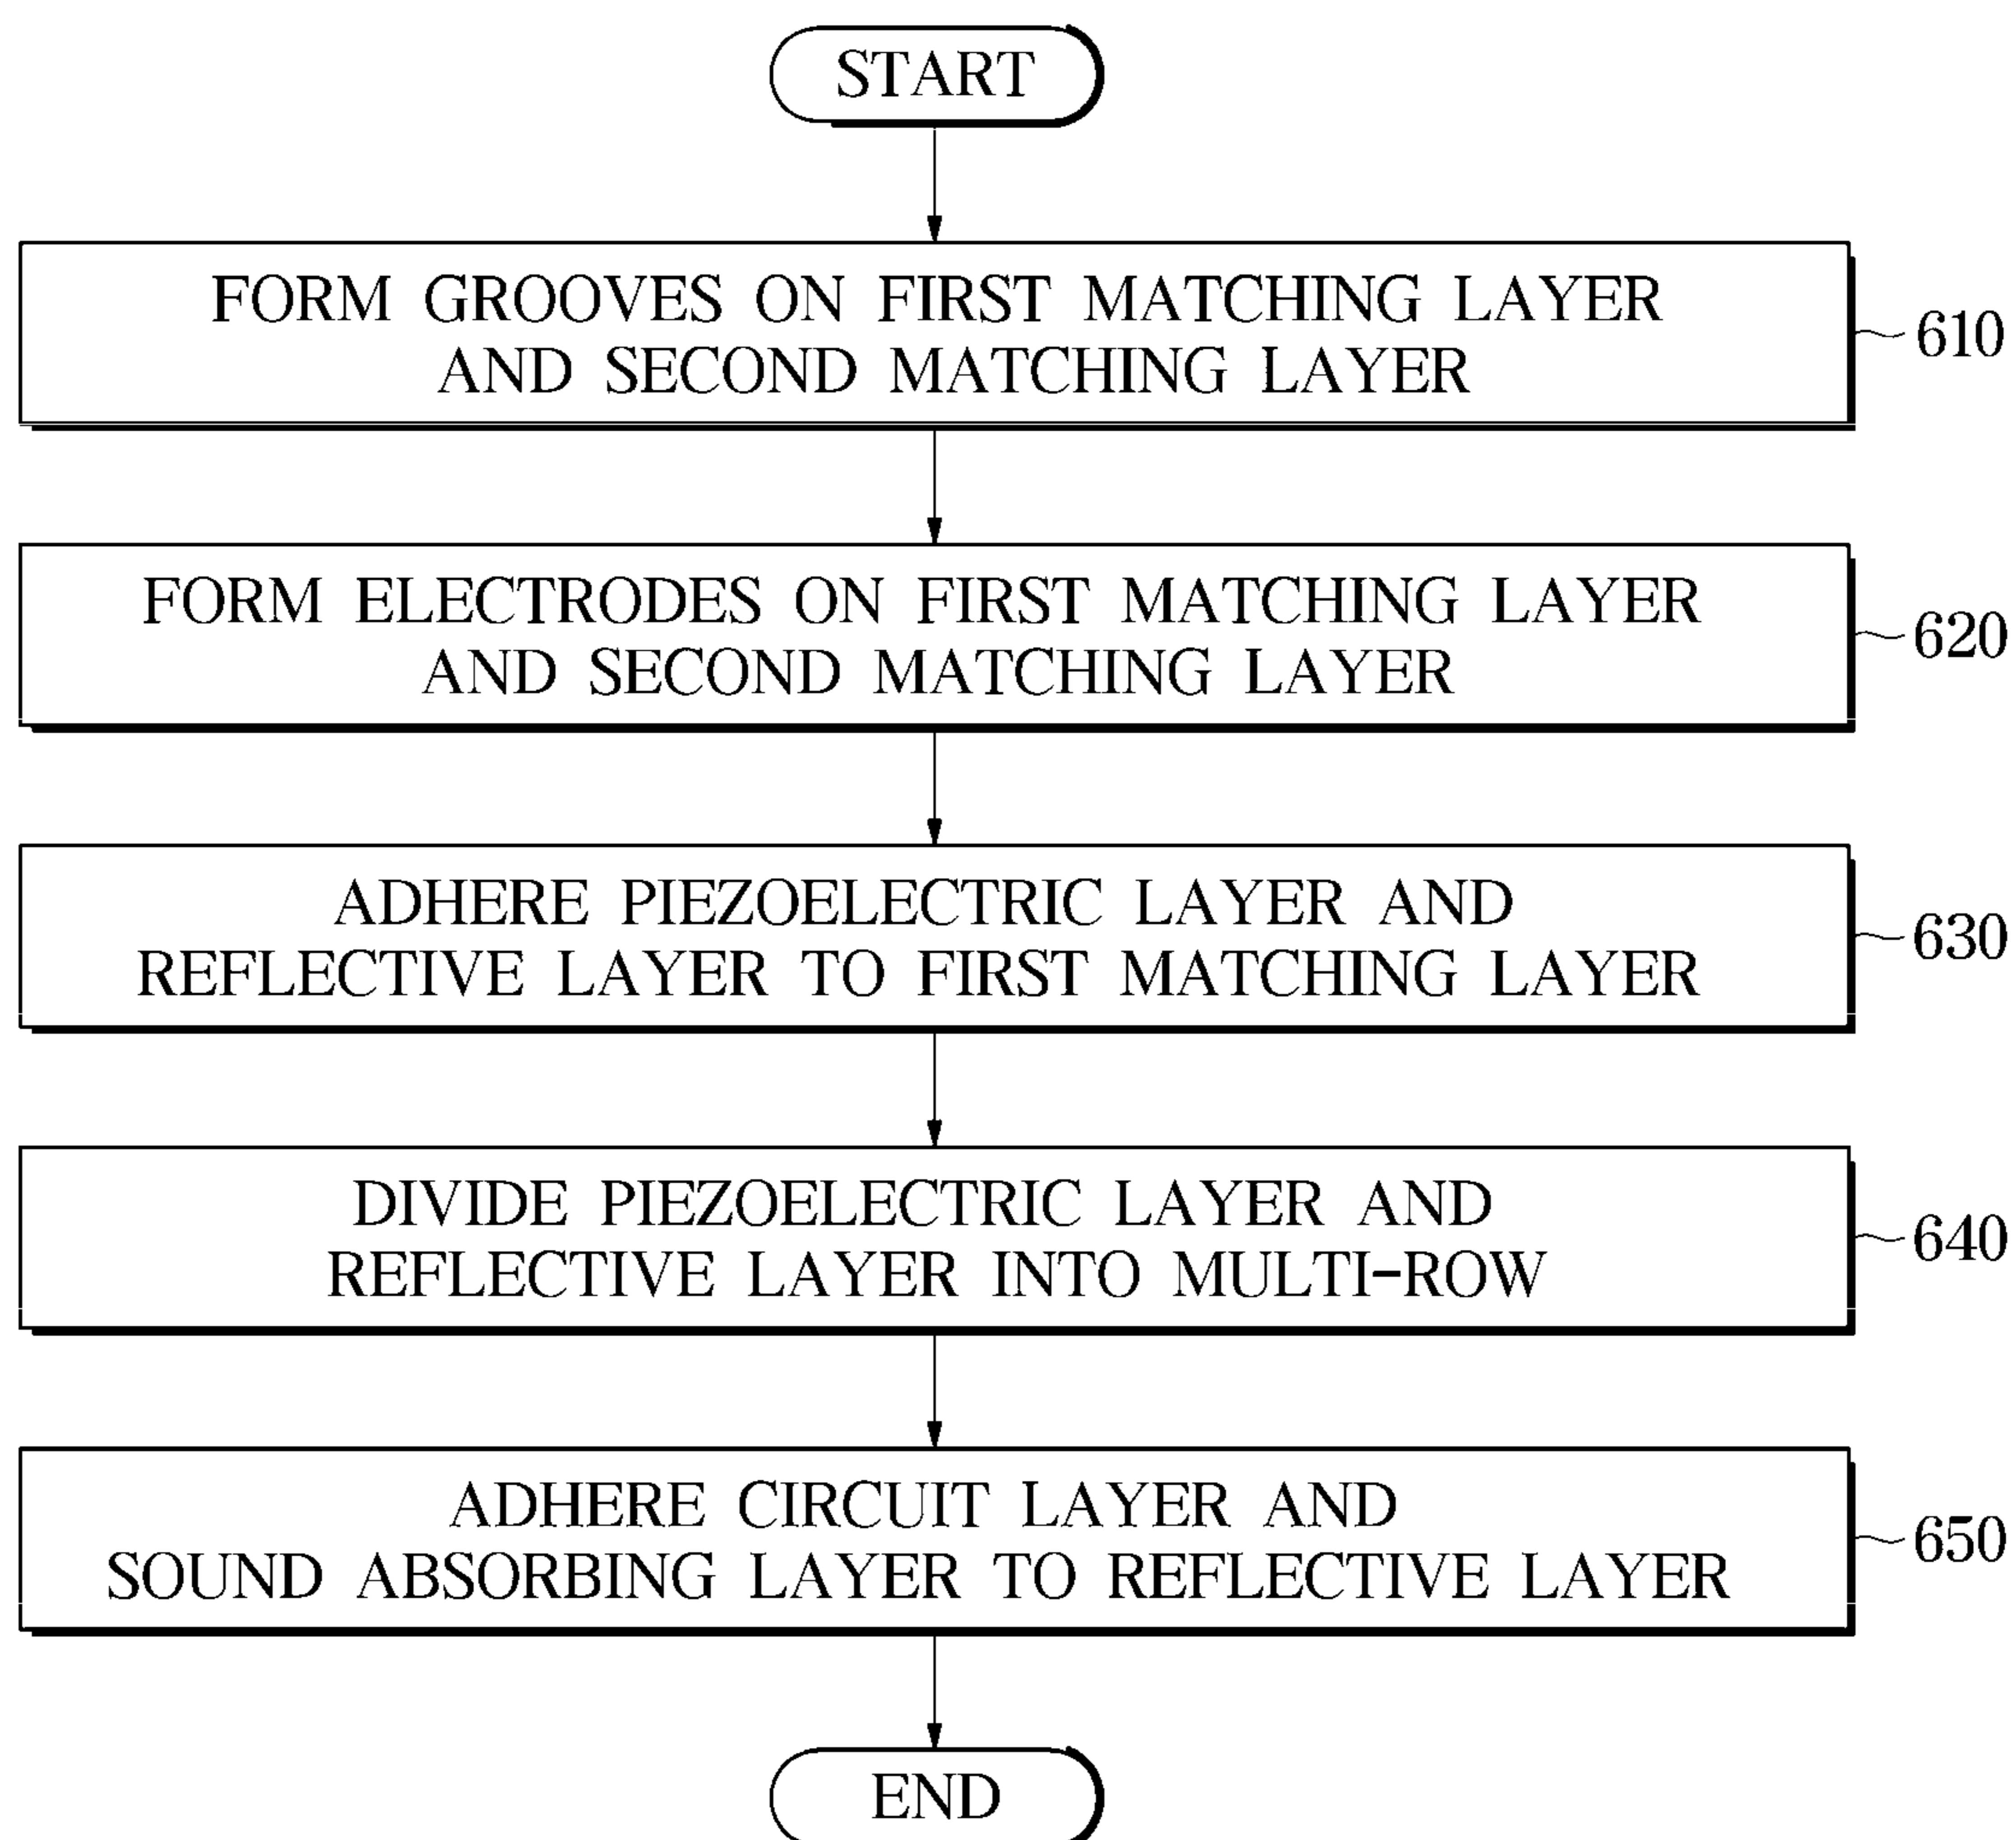 START
FORM GROOVES ON FIRST MATCHING LAYER
AND SECOND MATCHING LAYER
610
FORM ELECTRODES ON FIRST MATCHING LAYER
AND SECOND MATCHING LAYER
620
ADHERE PIEZOELECTRIC LAYER AND
REFLECTIVE LAYER TO FIRST MATCHING LAYER
630
DIVIDE PIEZOELECTRIC LAYER AND
REFLECTIVE LAYER INTO MULTI-ROW
640
ADHERE CIRCUIT LAYER AND
SOUND ABSORBING LAYER TO REFLECTIVE LAYER
650
END